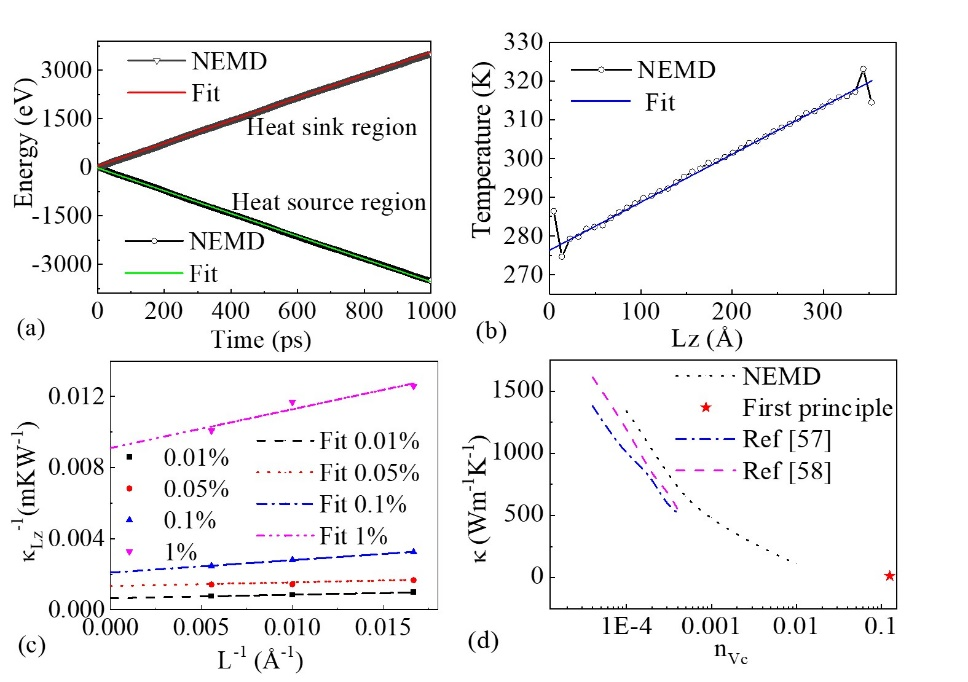 3000
1500
0
-1500
-3000
Energy (eV)
NEMD
Fit
Heat sink region
Heat source region
NEMD
Fit
0 200 400 600 800 1000
(a)
Time (ps)
330
320
310
300
290
280
270
Temperature (K)
NEMD
Fit
0 100 200 300
(b)
Lz (Å)
0.012
0.008
0.004
0.000
κLz-1(mKW-1)
0.01%
0.05%
0.1%
1%
Fit 0.01%
Fit 0.05%
Fit 0.1%
Fit 1%
0.000 0.005 0.010 0.015
(c)
L-1 (Å-1)
1500
1000
500
0
κ (Wm-1K-1)
NEMD
First principle
Ref [57]
Ref [58]
1E-4 0.001 0.01 0.1
(d)
nVc